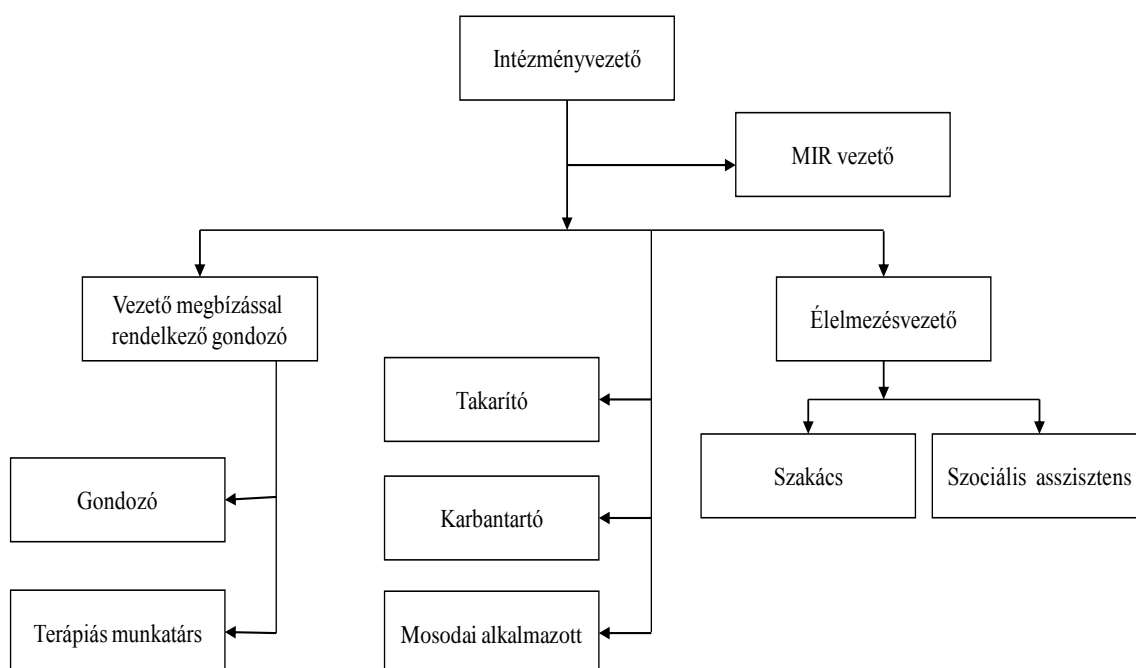 Intézményvezető
MIR vezető
Vezető megbízással
rendelkező gondozó
Élelmezésvezető
Takarító
Szakács
Szociális asszisztens
Gondozó
Karbantartó
Terápiás munkatárs
Mosodai alkalmazott